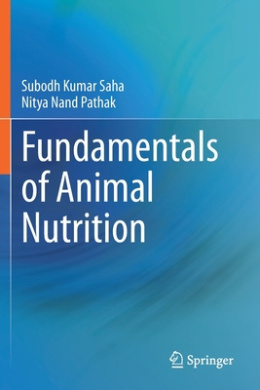 Subodh Kumar Saha
Nitya Nand Pathak
Fundamentals
of Animal
Nutrition
Springer